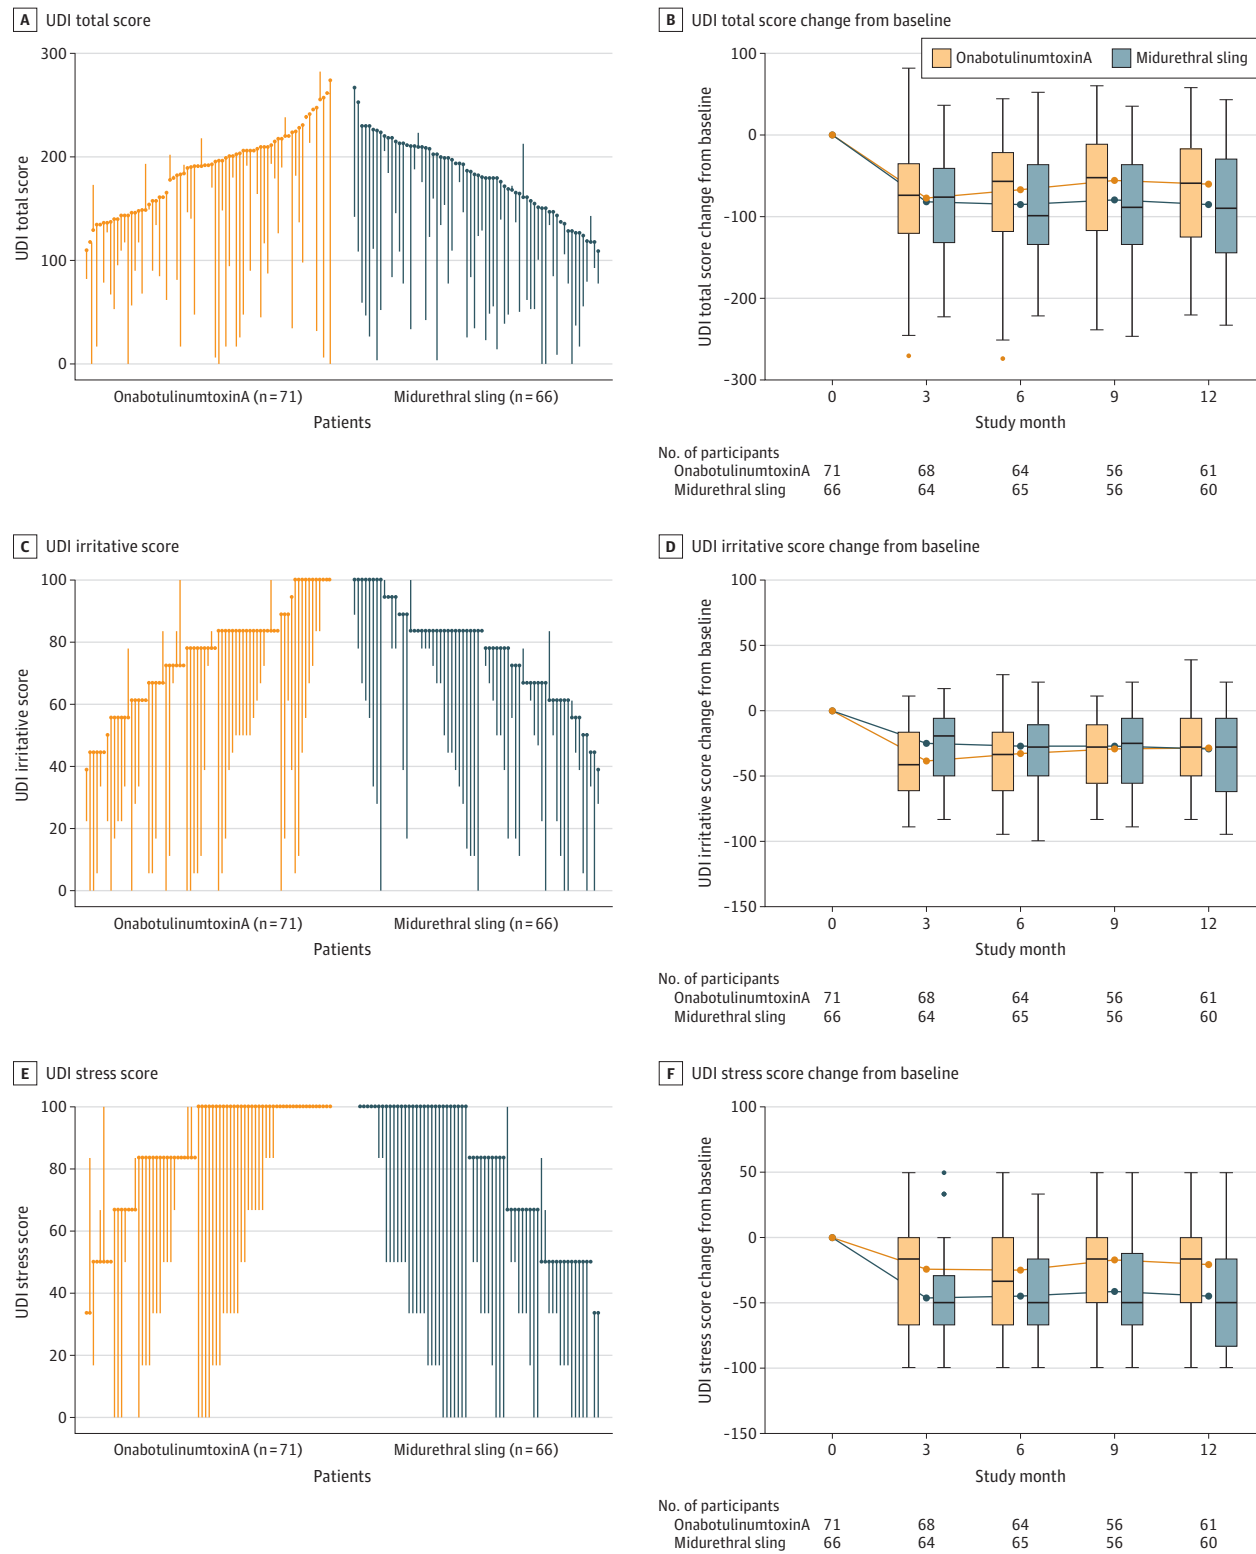 A UDI total score
300
200
100
0
UDI total score
OnabotulinumtoxinA (n = 71)
Midurethral sling (n = 66)
Patients
B UDI total score change from baseline
OnabotulinumtoxinA
Midurethral sling
100
0
-100
-200
-300
UDI total score change from baseline
0 3 6 9 12
Study month
No. of participants
OnabotulinumtoxinA 71 68 64 56 61
Midurethral sling 66 64 65 56 60
C UDI irritative score
100
80
60
40
20
0
UDI irritative score
OnabotulinumtoxinA (n = 71)
Midurethral sling (n = 66)
Patients
D UDI irritative score change from baseline
100
50
0
-50
-100
-150
UDI irritative score change from baseline
0 3 6 9 12
Study month
No. of participants
OnabotulinumtoxinA 71 68 64 56 61
Midurethral sling 66 64 65 56 60
E UDI stress score
100
80
60
40
20
0
UDI stress score
OnabotulinumtoxinA (n = 71)
Midurethral sling (n = 66)
Patients
F UDI stress score change from baseline
100
50
0
-50
-100
-150
UDI stress score change from baseline
0 3 6 9 12
Study month
No. of participants
OnabotulinumtoxinA 71 68 64 56 61
Midurethral sling 66 64 65 56 60